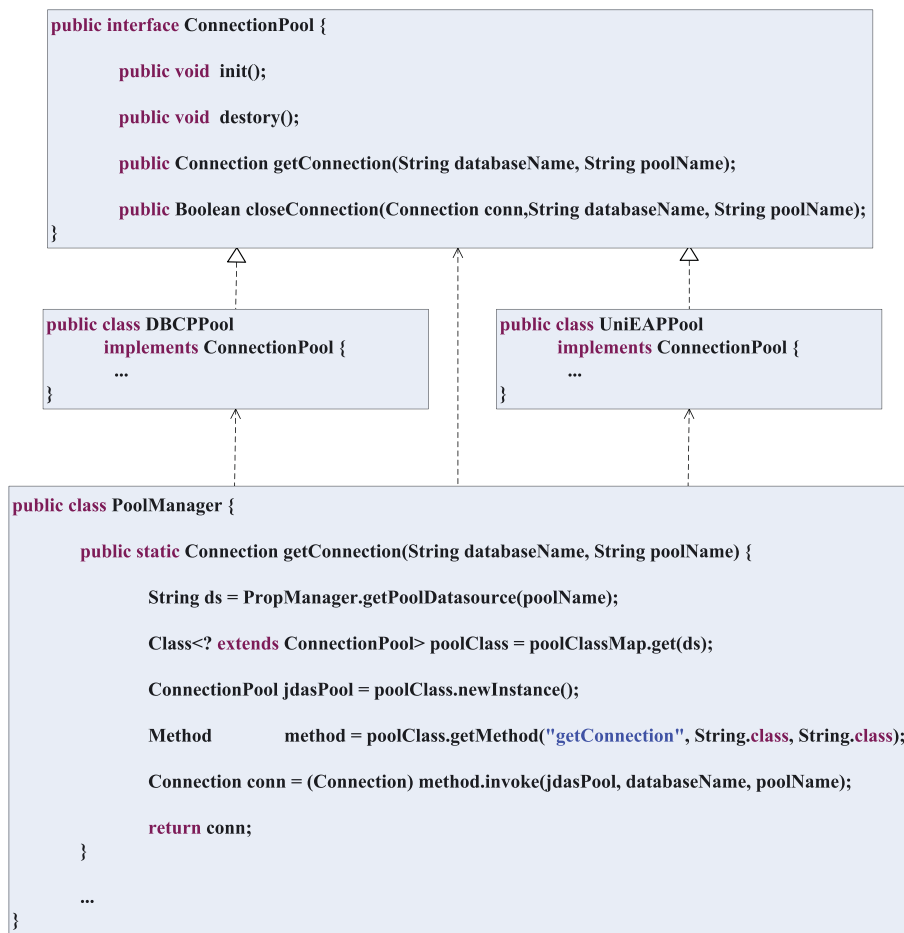 public interface ConnectionPool {
public void init();
public void destory();
public Connection getConnection(String databaseName, String poolName);
public Boolean closeConnection(Connection conn,String databaseName, String poolName);
}
public class DBCPPool
implements ConnectionPool {
...
}
public class UniEAPPool
implements ConnectionPool {
...
}
public class PoolManager {
public static Connection getConnection(String databaseName, String poolName) {
String ds = PropManager.getPoolDatasource(poolName);
Class<? extends ConnectionPool> poolClass = poolClassMap.get(ds);
ConnectionPool jdasPool = poolClass.newInstance();
Method method = poolClass.getMethod("getConnection", String.class, String.class);
Connection conn = (Connection) method.invoke(jdasPool, databaseName, poolName);
return conn;
}
...
}